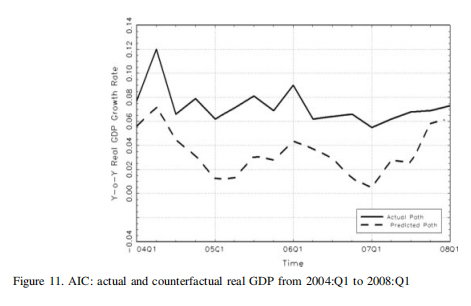 0.14
0.12
0.10
0.08
0.06
0.04
0.02
0.00
-0.04
Y-o-Y Real GDP Growth Rate
04Q1 05Q1 06Q1 07Q1 08Q1
Time
Actual Path
Predicted Path
Figure 11. AIC: actual and counterfactual real GDP from 2004:Q1 to 2008:Q1